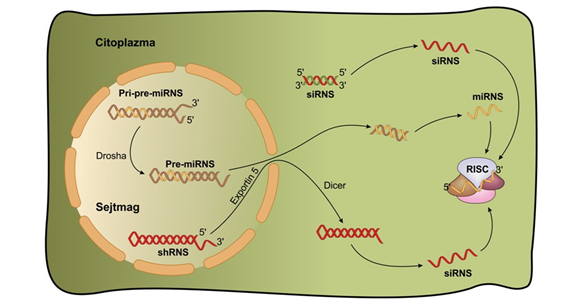 Citoplazma
Pri-pre-miRNS
3'
5'
Drosha
Pre-miRNS
Exportin 5
Sejtmag
5'
3'
shRNS
5' 5'
3' 3'
siRNS
siRNS
miRNS
RISC
3'
5'
Dicer
siRNS